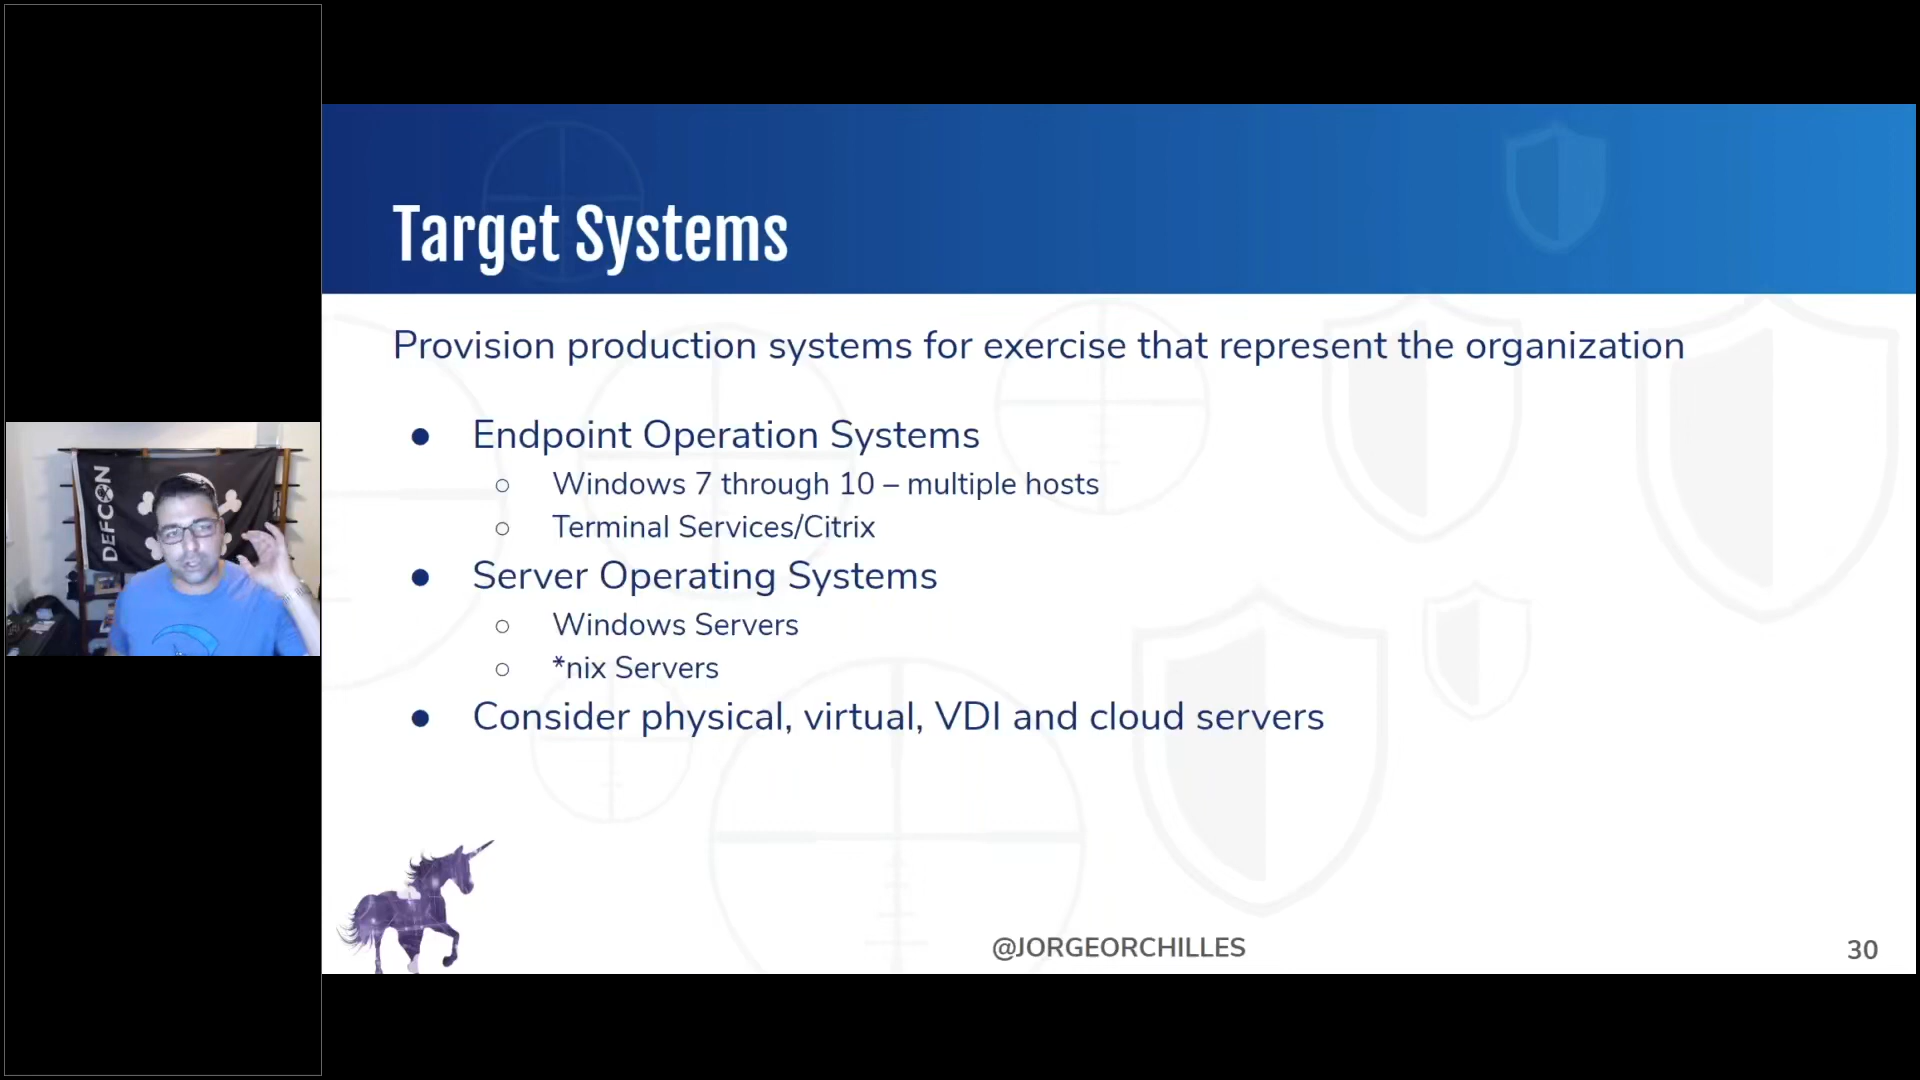 DEFCON
Target Systems
Provision production systems for exercise that represent the organization
● Endpoint Operation Systems
○ Windows 7 through 10 – multiple hosts
○ Terminal Services/Citrix
● Server Operating Systems
○ Windows Servers
○ *nix Servers
● Consider physical, virtual, VDI and cloud servers
@JORGEORCHILLES
30